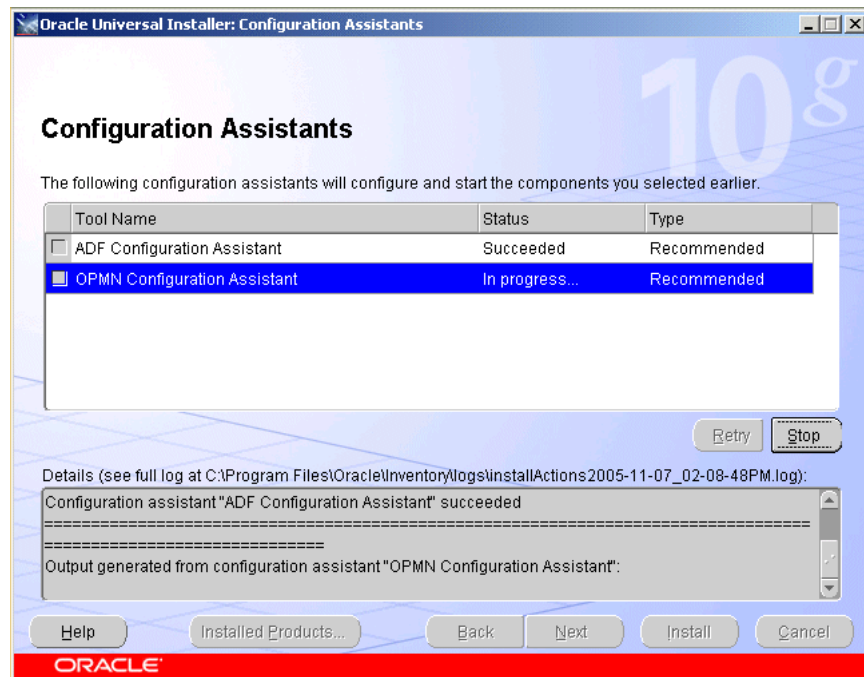 Oracle Universal Installer: Configuration Assistants
10g
Configuration Assistants
The following configuration assistants will configure and start the components you selected earlier.
Tool Name Status Type
ADF Configuration Assistant Succeeded Recommended
OPMN Configuration Assistant In progress... Recommended
Retry Stop
Details (see full log at C:\Program Files\Oracle\Inventory\logs\installActions2005-11-07_02-08-48PM.log):
Configuration assistant "ADF Configuration Assistant" succeeded
==================================================================================
==============================
Output generated from configuration assistant "OPMN Configuration Assistant":
Help Installed Products... Back Next Install Cancel
ORACLE